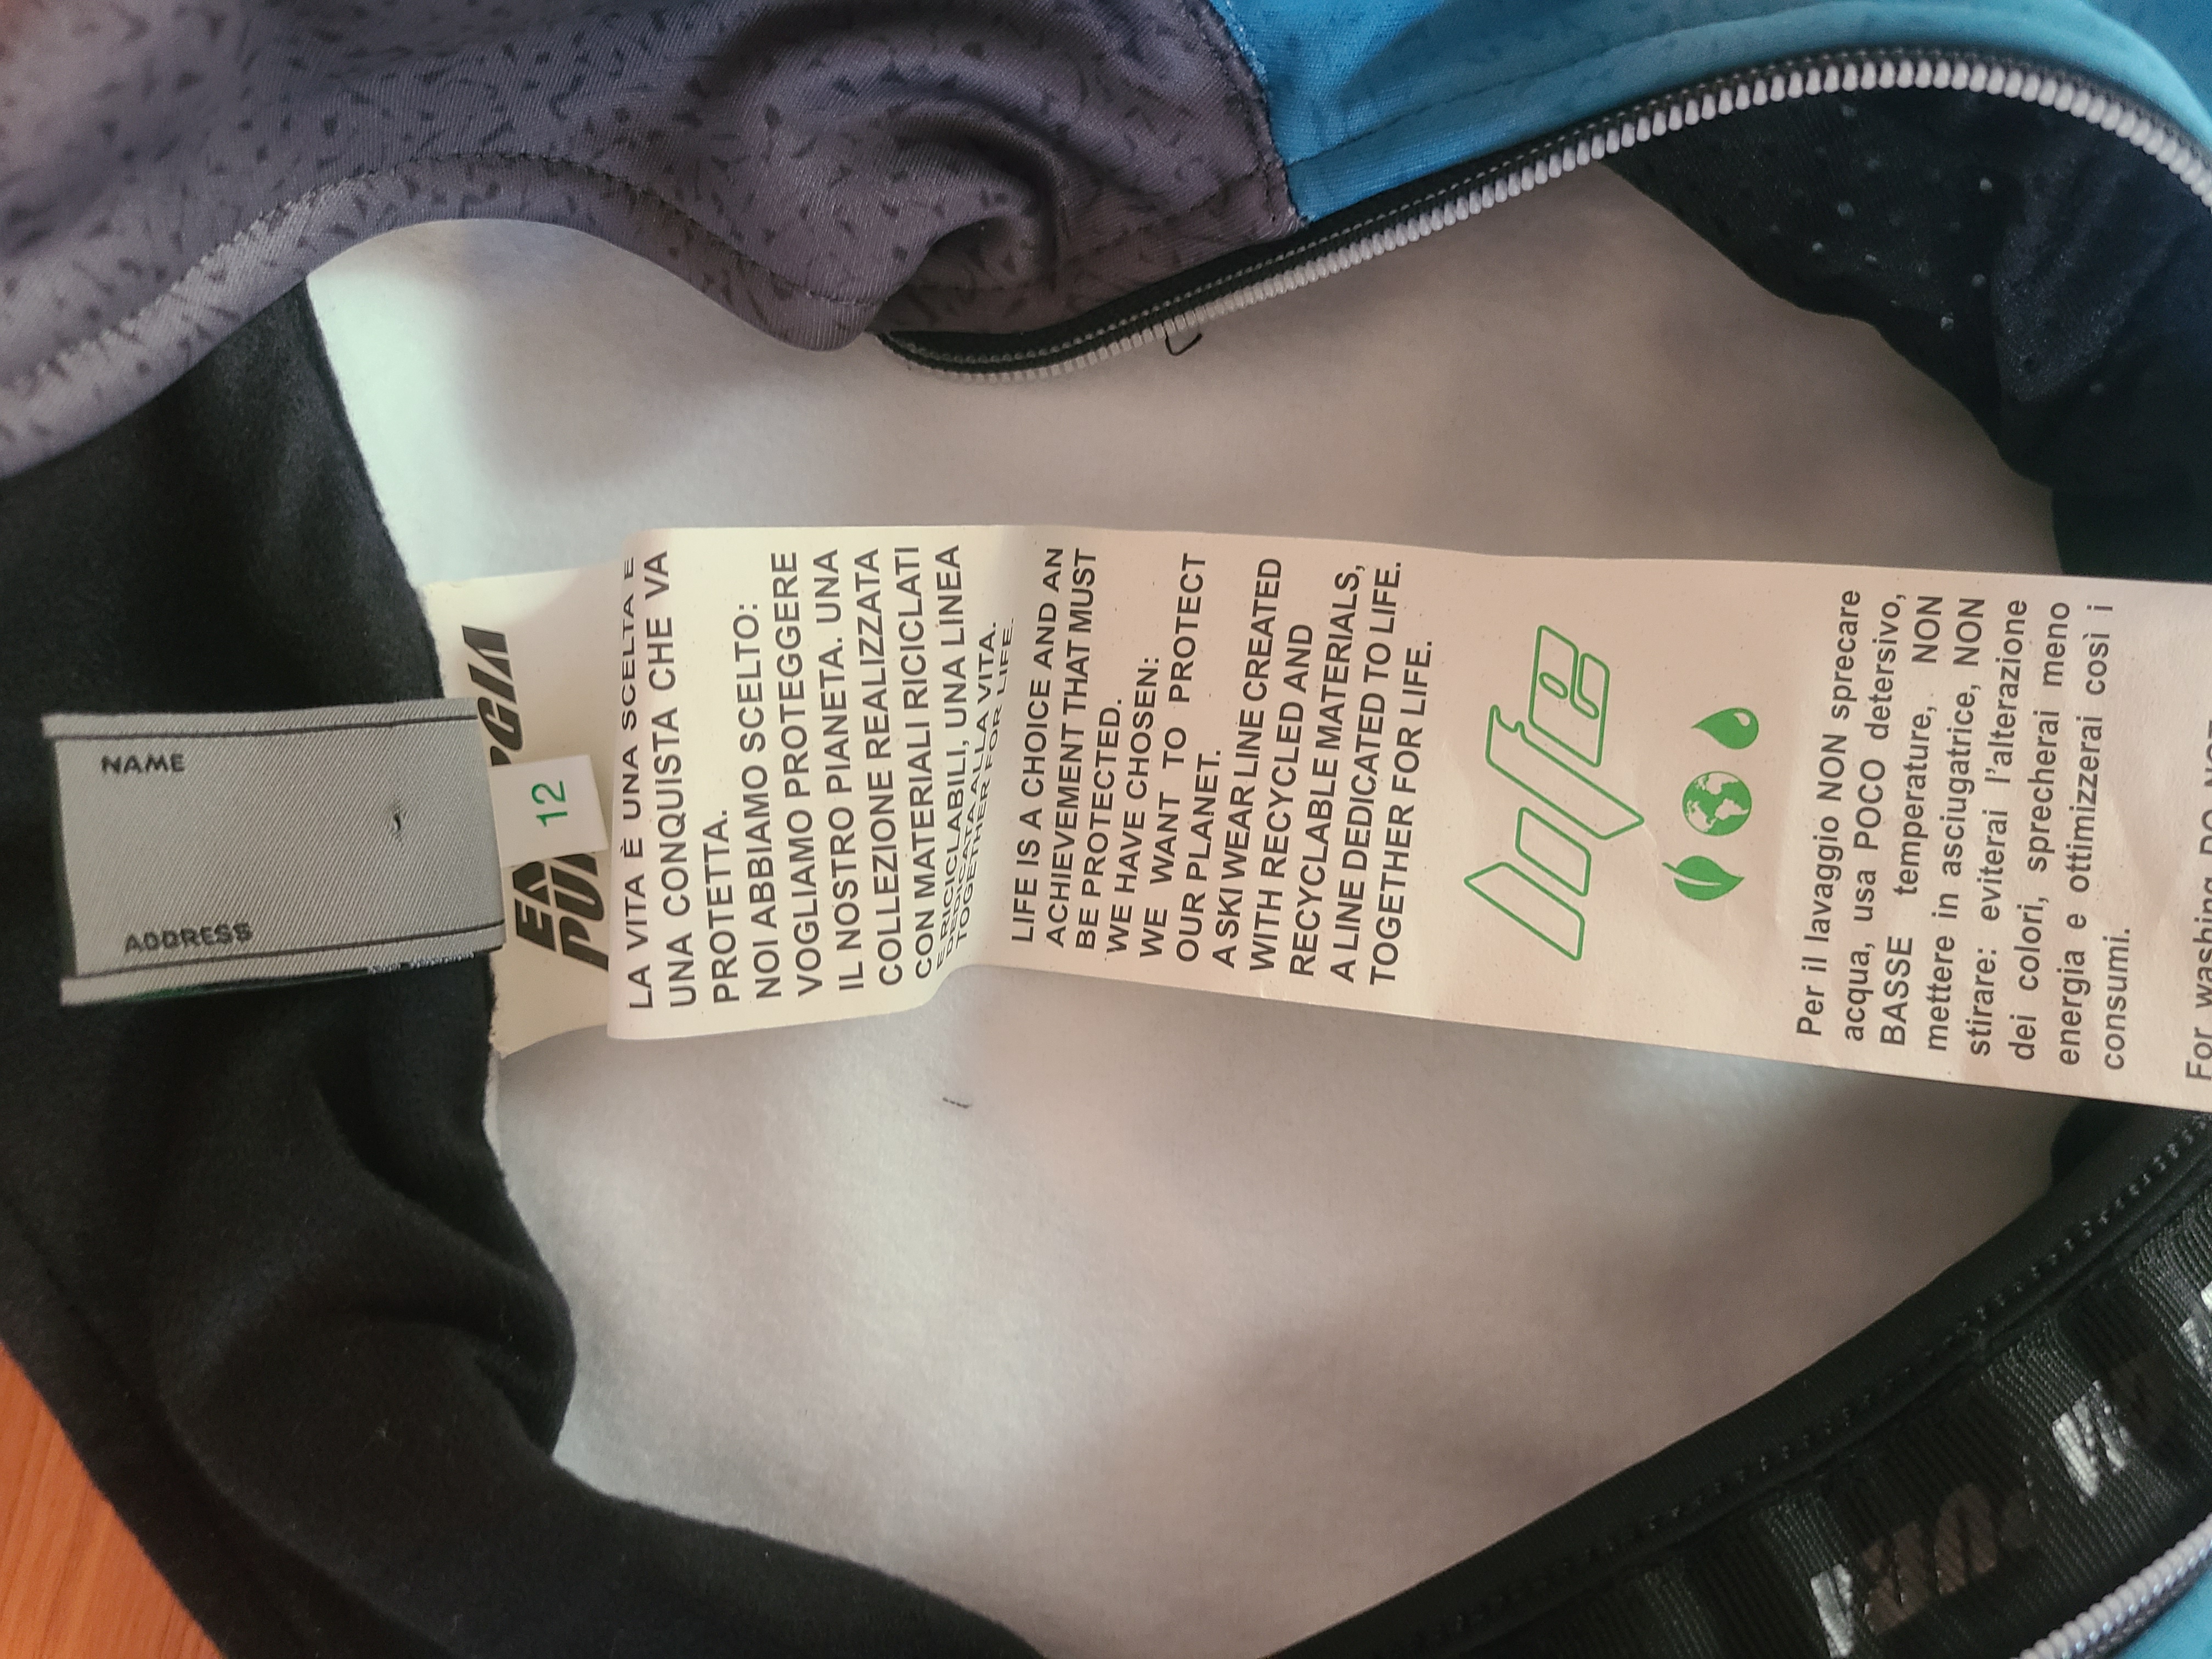 NAME
ADDRESS
12
LA VITA È UNA SCELTA E
UNA CONQUISTA CHE VA
PROTETTA.
NOI ABBIAMO SCELTO:
VOGLIAMO PROTEGGERE
IL NOSTRO PIANETA. UNA
COLLEZIONE REALIZZATA
CON MATERIALI RICICLATI
E RICICLABILI, UNA LINEA
DEDICATA ALLA VITA.
TOGETHER FOR LIFE.
LIFE IS A CHOICE AND AN
ACHIEVEMENT THAT MUST
BE PROTECTED.
WE HAVE CHOSEN:
WE WANT TO PROTECT
OUR PLANET.
A SKI WEAR LINE CREATED
WITH RECYCLED AND
RECYCLABLE MATERIALS,
A LINE DEDICATED TO LIFE.
TOGETHER FOR LIFE.
life
Per il lavaggio NON sprecare
acqua, usa POCO detersivo,
BASSE temperature, NON
mettere in asciugatrice, NON
stirare: eviterai l'alterazione
dei colori, sprecherai meno
energia e ottimizzerai così i
consumi.
For washing DO NOT